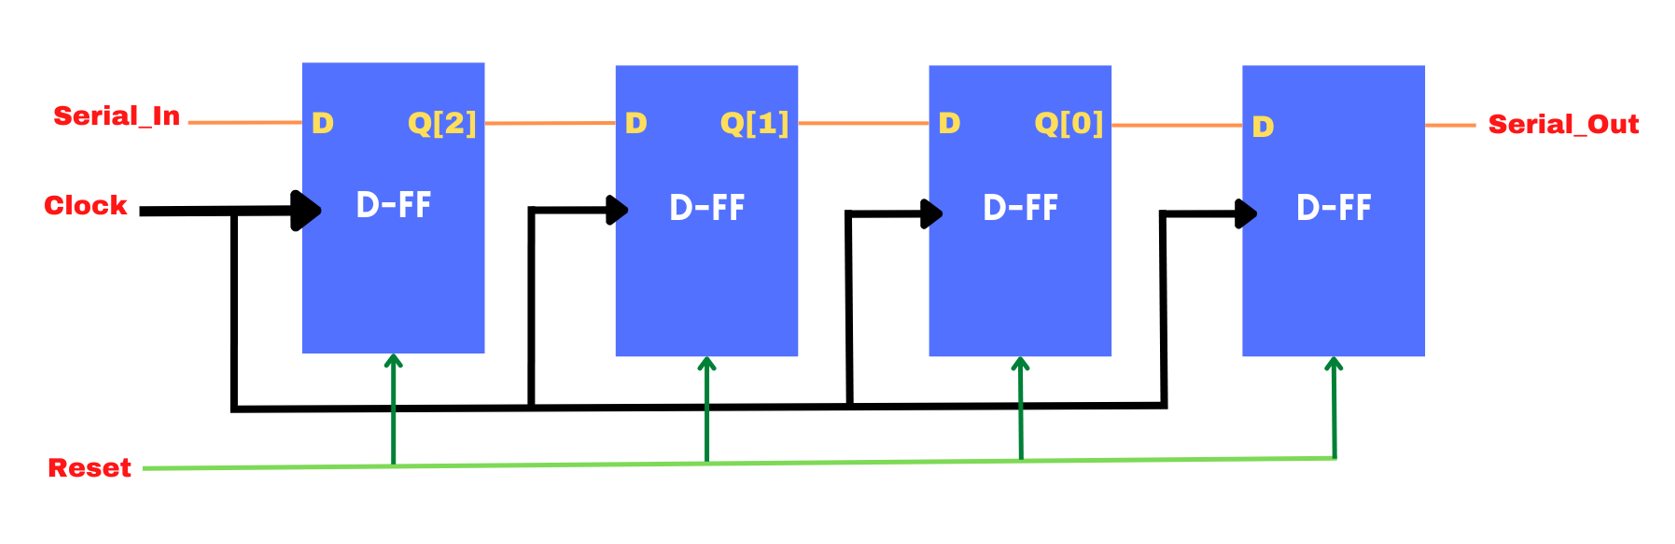 Serial_In
D Q[2]
D Q[1]
D Q[0]
D
Serial_Out
Clock
D-FF
D-FF
D-FF
D-FF
Reset